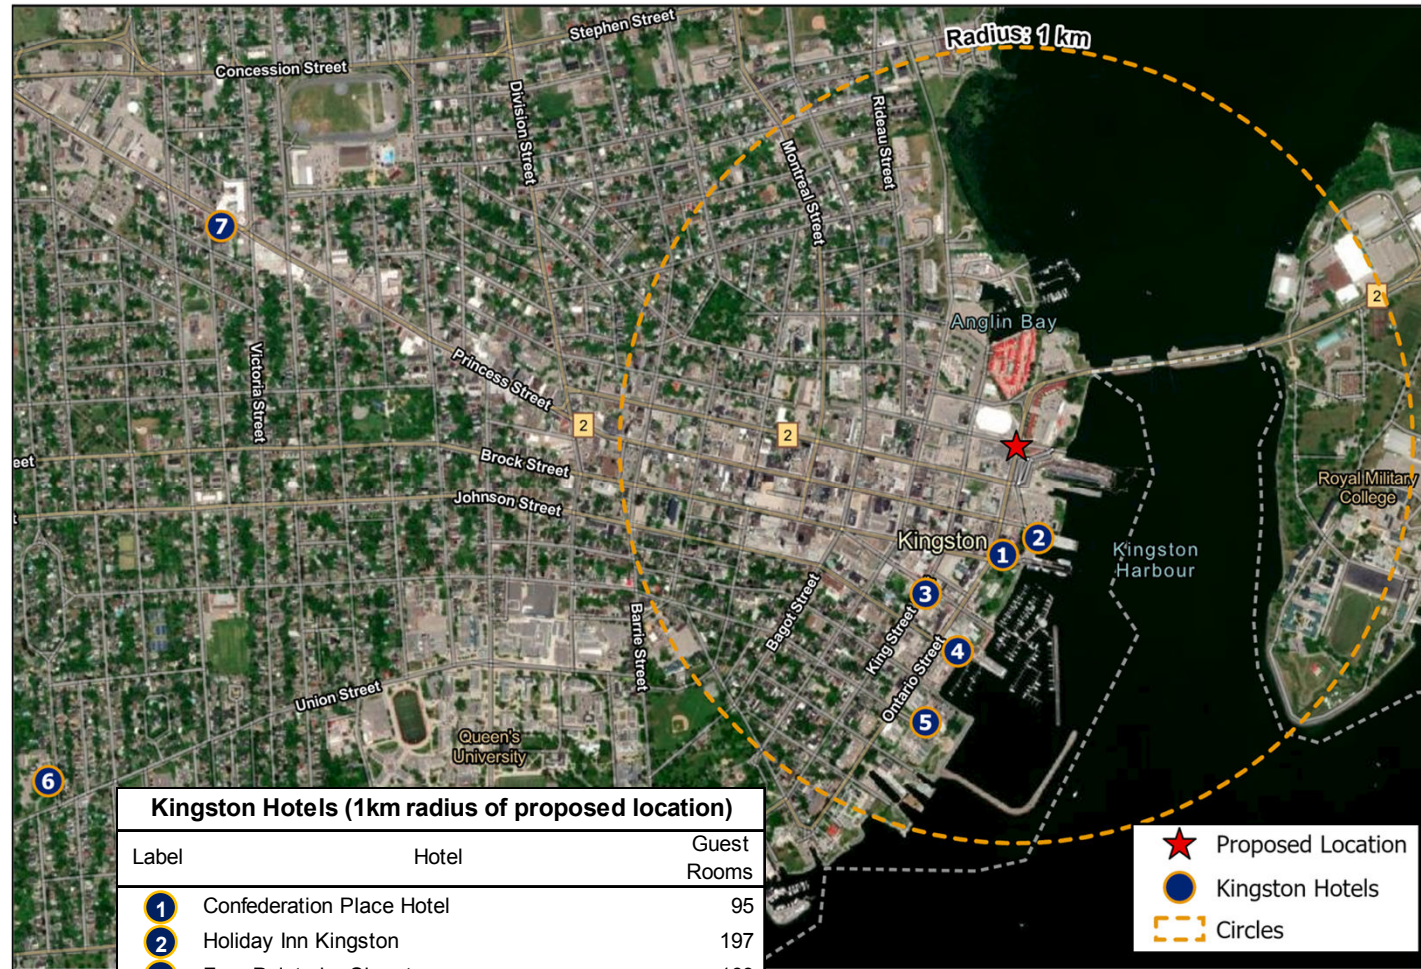 Stephen Street
Radius: 1 km
Concession Street
Division Street
Rideau Street
Montreal Street
7
2
Anglin Bay
Victoria Street
Princess Street
2
2
eet
Brock Street
Johnson Street
t
Royal Military
College
Kingston
1
2
Kingston
Harbour
3
Bagot Street
Barrie Street
King Street
4
Ontario Street
Union Street
5
Queen's
University
6
Kingston Hotels (1km radius of proposed location)
Label Hotel Guest
Rooms
1 Confederation Place Hotel 95
2 Holiday Inn Kingston 197
Proposed Location
Kingston Hotels
Circles